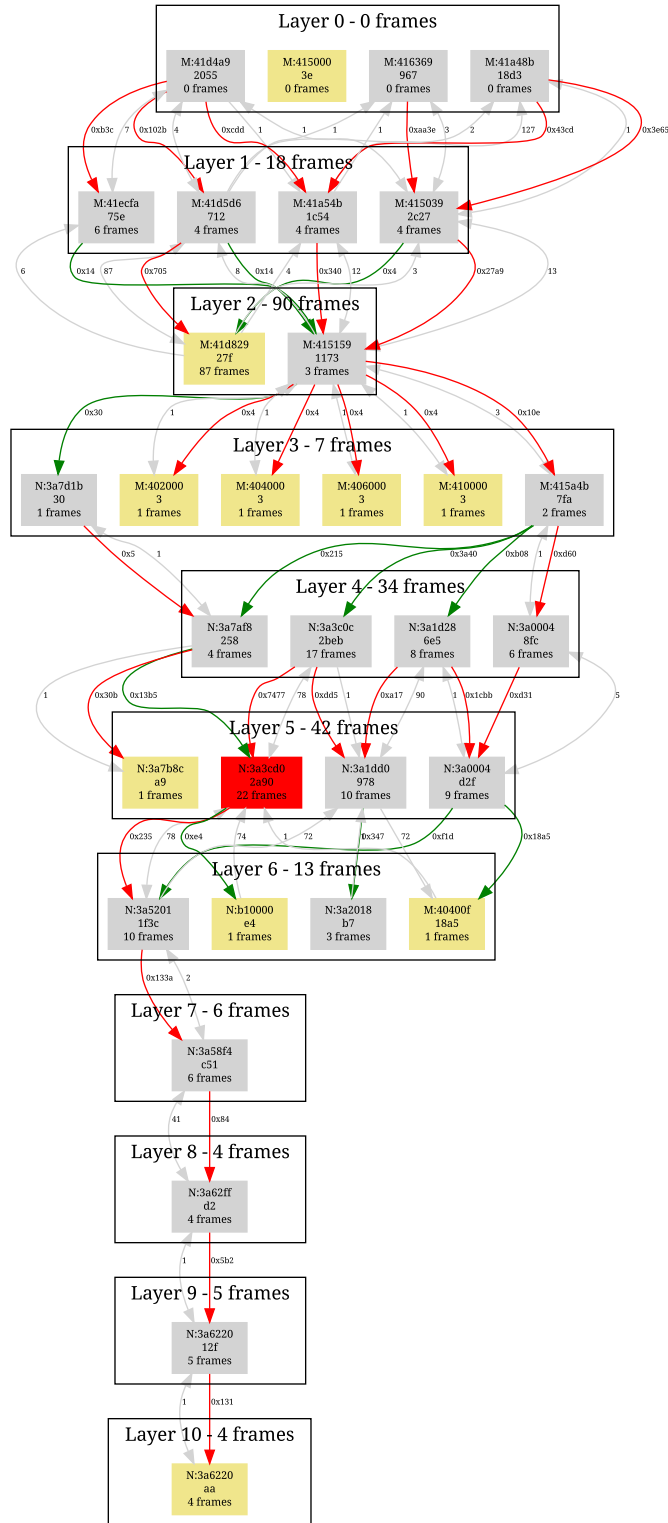 Layer 0 - 0 frames
M:41d4a9
2055
0 frames
M:415000
3e
0 frames
M:416369
967
0 frames
M:41a48b
18d3
0 frames
0xb3c
7
0x102b
4
0xcdd
1
1
1
1
0xaa3e
3
2
127
0x43cd
1
0x3e65
Layer 1 - 18 frames
M:41ecfa
75e
6 frames
M:41d5d6
712
4 frames
M:41a54b
1c54
4 frames
M:415039
2c27
4 frames
6
0x14
87
0x705
8
0x14
4
0x340
12
0x4
3
0x27a9
13
Layer 2 - 90 frames
M:41d829
27f
87 frames
M:415159
1173
3 frames
0x30
1
0x4
1
0x4
1
0x4
1
0x4
3
0x10e
Layer 3 - 7 frames
N:3a7d1b
30
1 frames
M:402000
3
1 frames
M:404000
3
1 frames
M:406000
3
1 frames
M:410000
3
1 frames
M:415a4b
7fa
2 frames
0x5
1
0x215
0x3a40
0xb08
1
0xd60
Layer 4 - 34 frames
N:3a7af8
258
4 frames
N:3a3c0c
2beb
17 frames
N:3a1d28
6e5
8 frames
N:3a0004
8fc
6 frames
1
0x30b
0x13b5
0x7477
78
0xdd5
1
0xa17
90
1
0x1cbb
0xd31
5
Layer 5 - 42 frames
N:3a7b8c
a9
1 frames
N:3a3cd0
2a90
22 frames
N:3a1dd0
978
10 frames
N:3a0004
d2f
9 frames
0x235
78
0xe4
74
1
72
0x347
72
0xf1d
0x18a5
Layer 6 - 13 frames
N:3a5201
1f3c
10 frames
N:b10000
e4
1 frames
N:3a2018
b7
3 frames
M:40400f
18a5
1 frames
0x133a
2
Layer 7 - 6 frames
N:3a58f4
c51
6 frames
41
0x84
Layer 8 - 4 frames
N:3a62ff
d2
4 frames
1
0x5b2
Layer 9 - 5 frames
N:3a6220
12f
5 frames
1
0x131
Layer 10 - 4 frames
N:3a6220
aa
4 frames